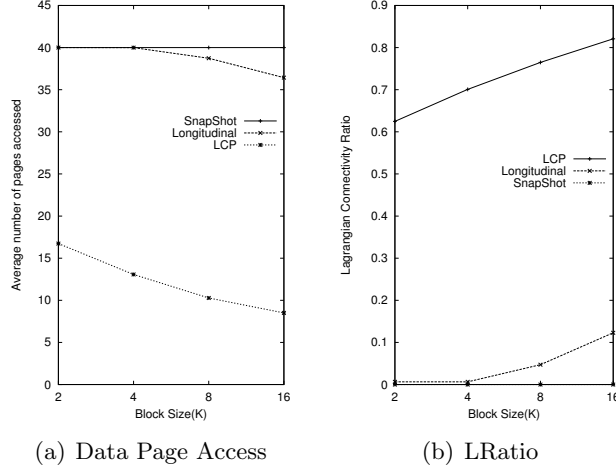 45
40
35
30
25
20
15
10
5
0
2
4
8
16
Average number of pages accessed
Block Size(K)
SnapShot
Longitudinal
LCP
(a) Data Page Access
0.9
0.8
0.7
0.6
0.5
0.4
0.3
0.2
0.1
0
2
4
8
16
Lagrangian Connectivity Ratio
Block Size(K)
LCP
Longitudinal
SnapShot
(b) LRatio